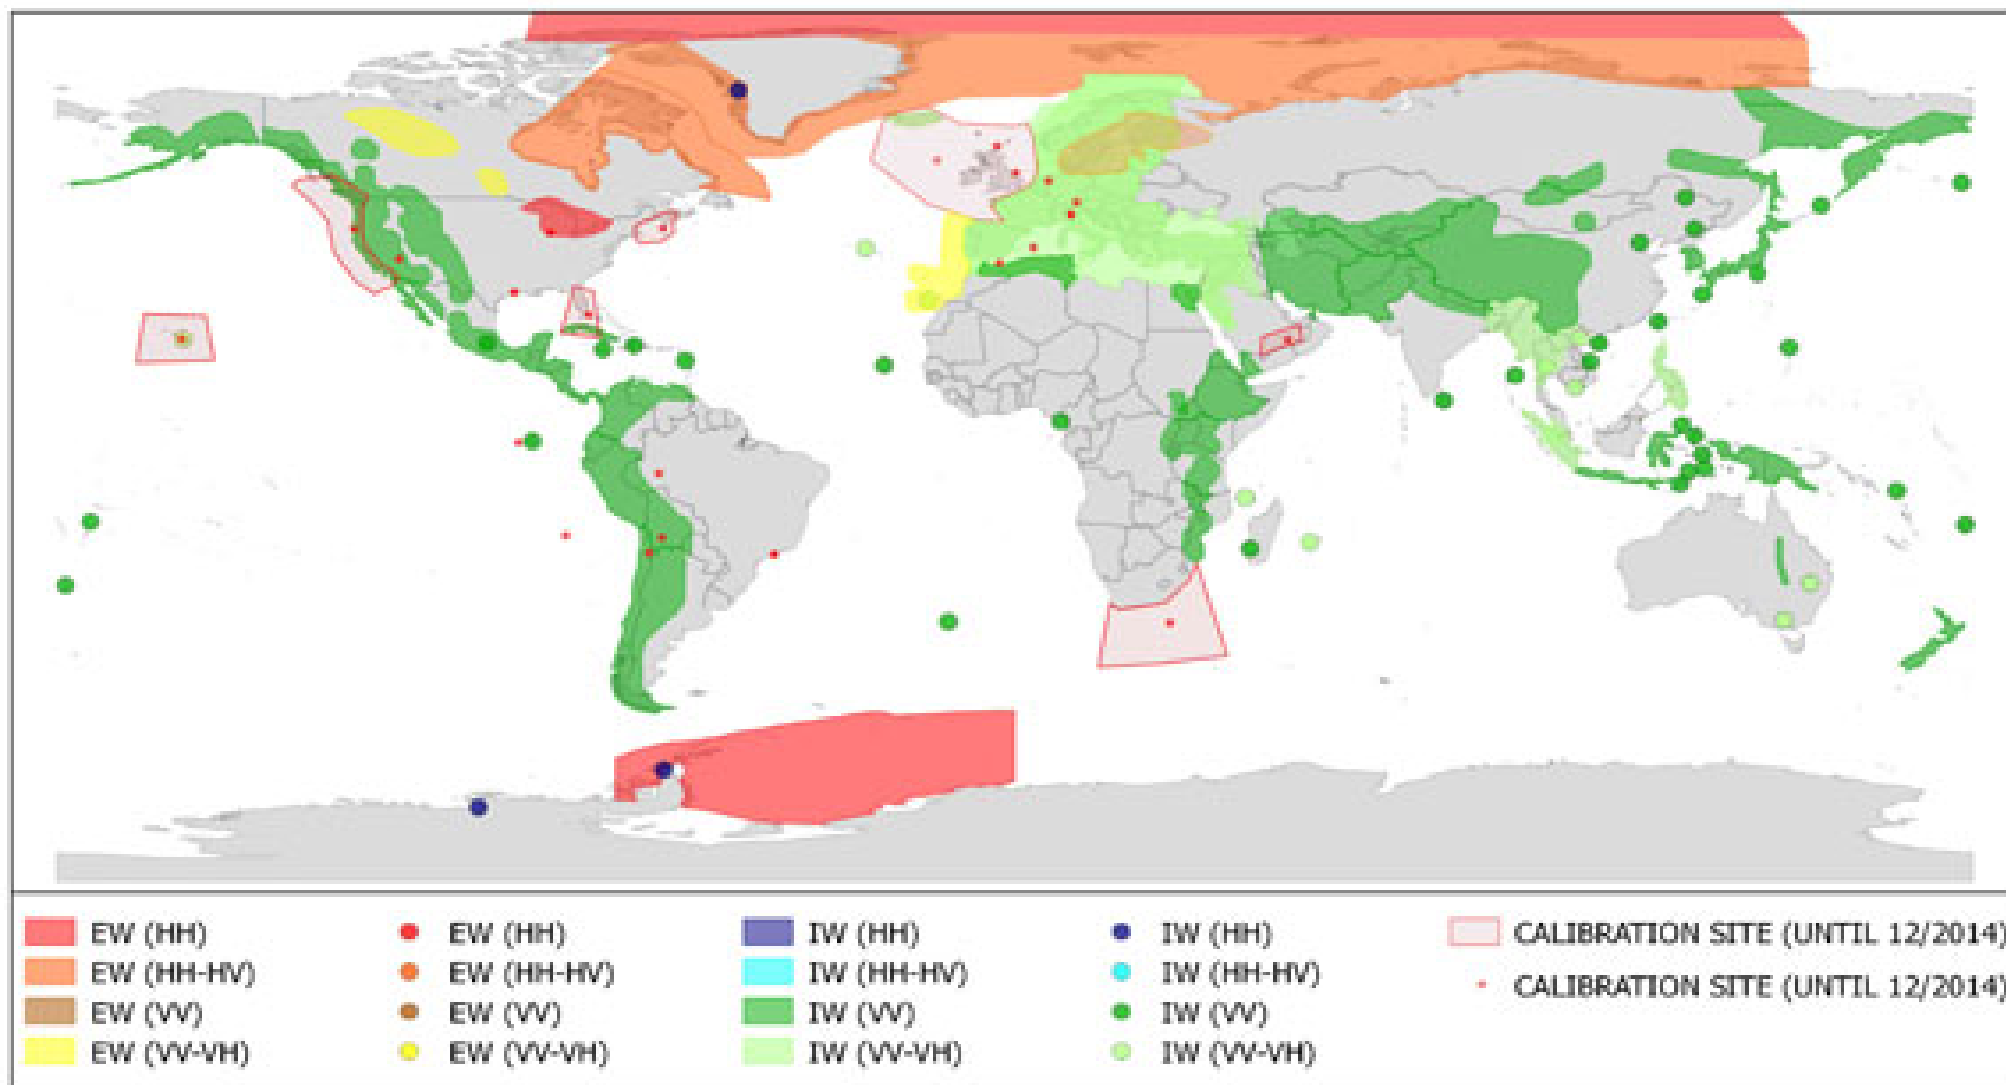 EW (HH)
EW (HH-HV)
EW (VV)
EW (VV-VH)
EW (HH)
EW (HH-HV)
EW (VV)
EW (VV-VH)
IW (HH)
IW (HH-HV)
IW (VV)
IW (VV-VH)
IW (HH)
IW (HH-HV)
IW (VV)
IW (VV-VH)
CALIBRATION SITE (UNTIL 12/2014)
CALIBRATION SITE (UNTIL 12/2014)